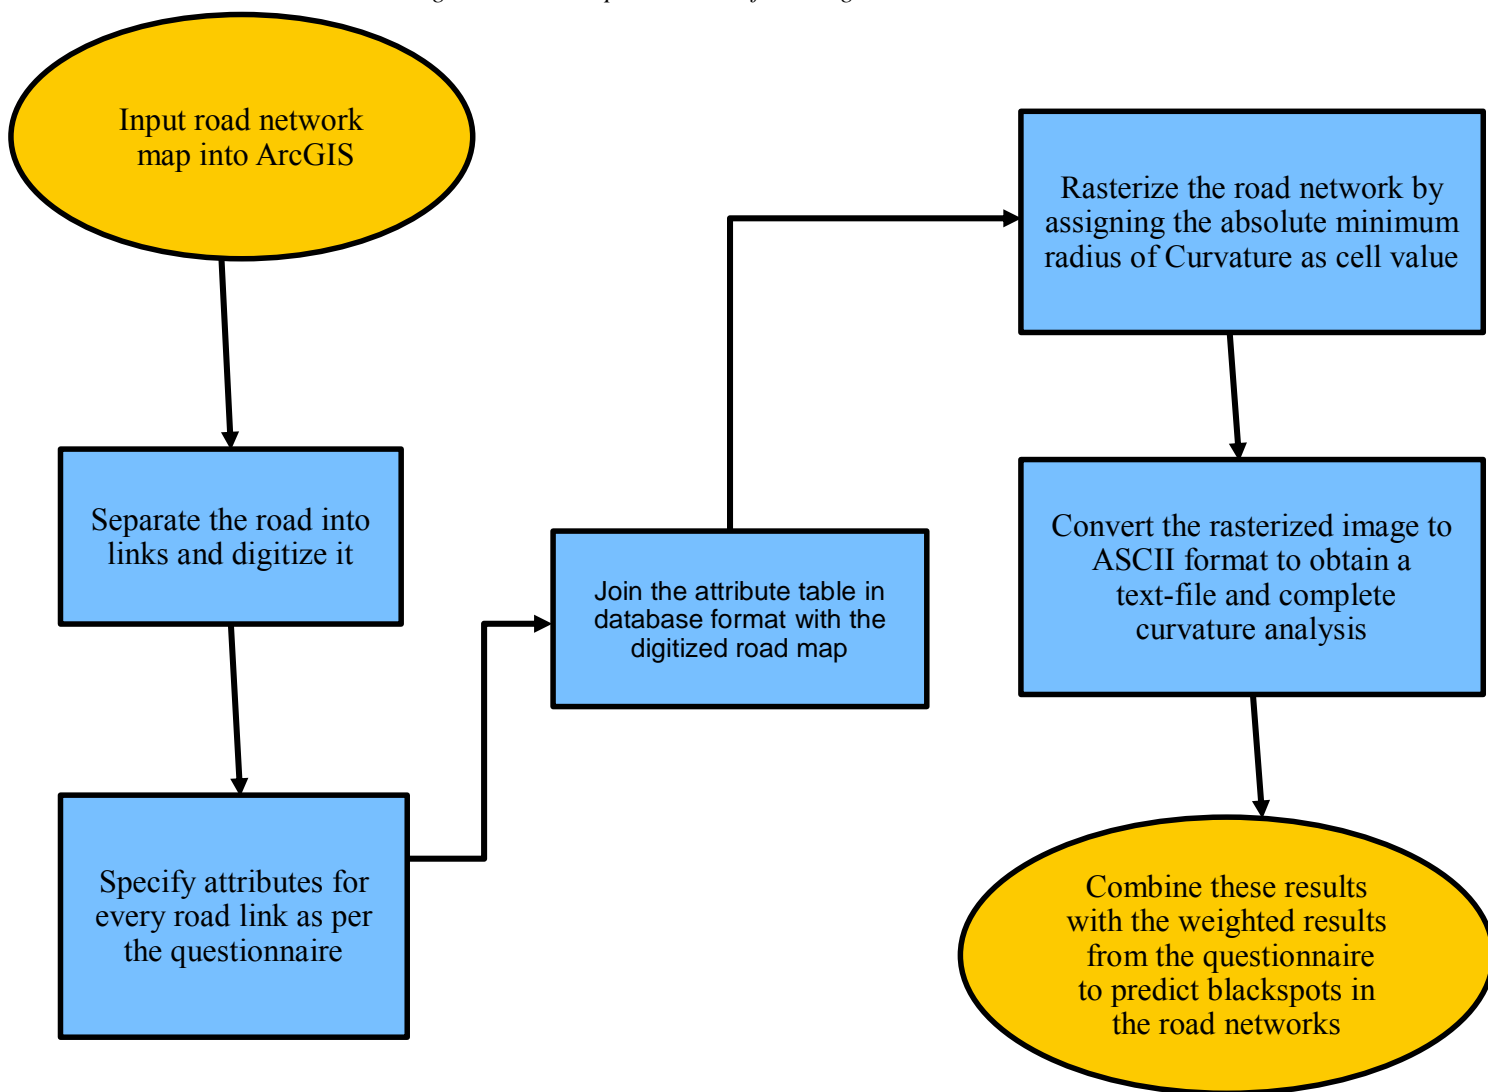 Input road network
map into ArcGIS
Separate the road into
links and digitize it
Specify attributes for
every road link as per
the questionnaire
Join the attribute table in
database format with the
digitized road map
Rasterize the road network by
assigning the absolute minimum
radius of Curvature as cell value
Convert the rasterized image to
ASCII format to obtain a
text-file and complete
curvature analysis
Combine these results
with the weighted results
from the questionnaire
to predict blackspots in
the road networks